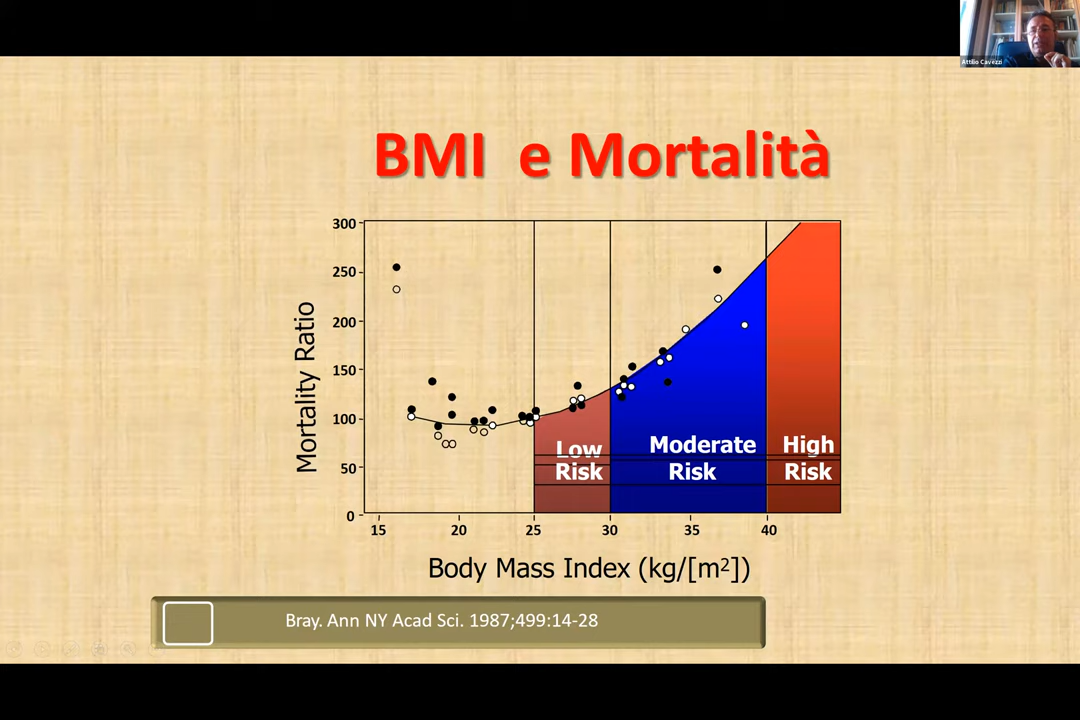 Attilio Cavezzi
BMI e Mortalità
300
250
200
150
100
50
0
Mortality Ratio
Low
Risk
Moderate
Risk
High
Risk
15 20 25 30 35 40
Body Mass Index (kg/[m²])
Bray. Ann NY Acad Sci. 1987;499:14-28